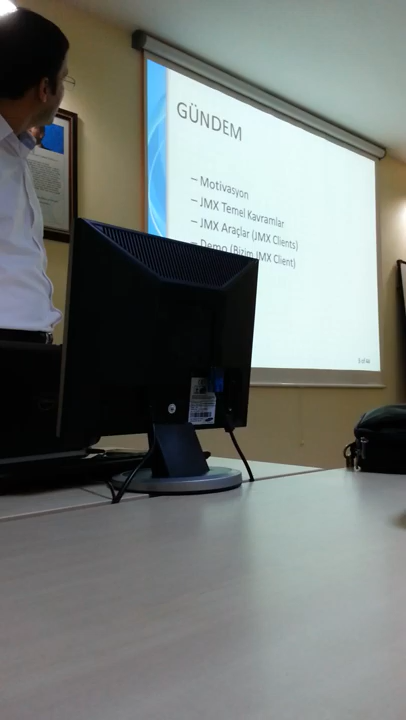 GÜNDEM
– Motivasyon
– JMX Temel Kavramlar
– JMX Araçlar (JMX Clients)
– Demo (Bizim JMX Client)